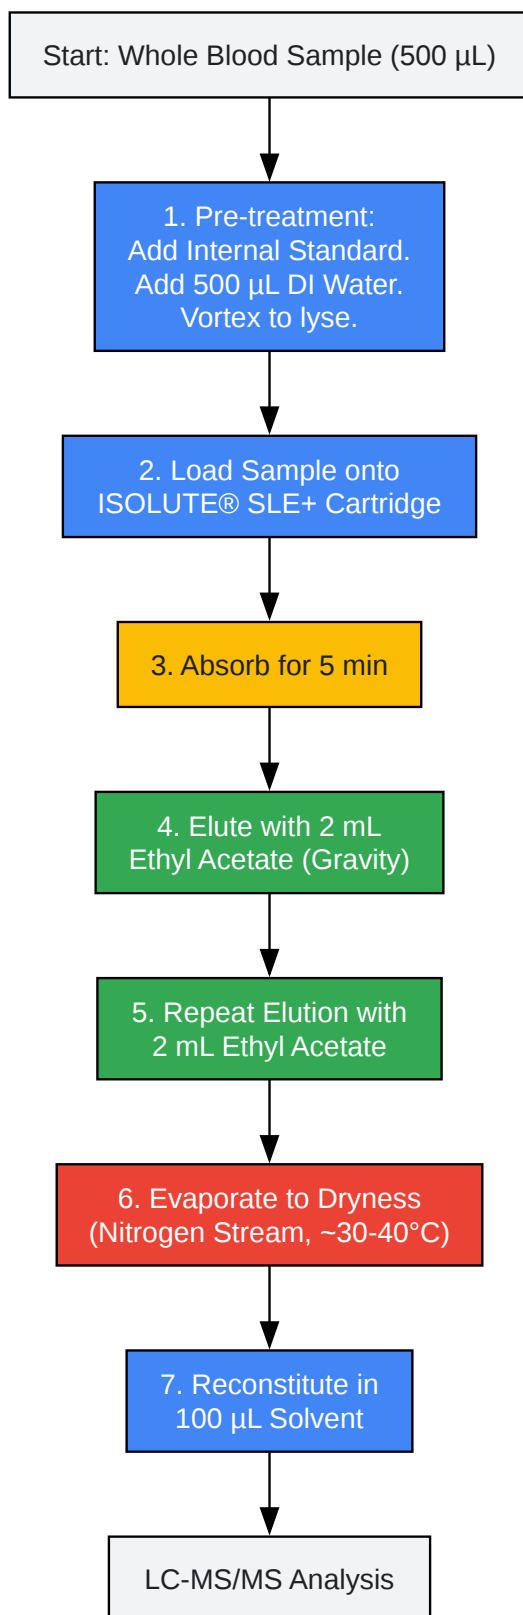 Start: Whole Blood Sample (500 µL)
1. Pre-treatment:
Add Internal Standard.
Add 500 µL DI Water.
Vortex to lyse.
2. Load Sample onto
ISOLUTE® SLE+ Cartridge
3. Absorb for 5 min
4. Elute with 2 mL
Ethyl Acetate (Gravity)
5. Repeat Elution with
2 mL Ethyl Acetate
6. Evaporate to Dryness
(Nitrogen Stream, ~30-40°C)
7. Reconstitute in
100 µL Solvent
LC-MS/MS Analysis